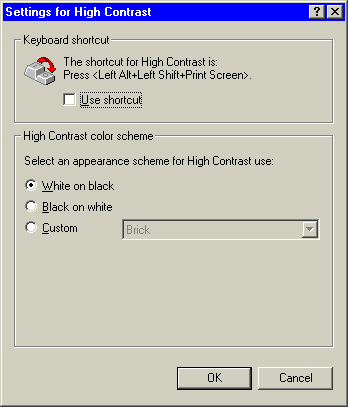 Settings for High Contrast
Keyboard shortcut
The shortcut for High Contrast is:
Press <Left Alt+Left Shift+Print Screen>.
Use shortcut
High Contrast color scheme
Select an appearance scheme for High Contrast use:
White on black
Black on white
Custom
Brick
OK
Cancel